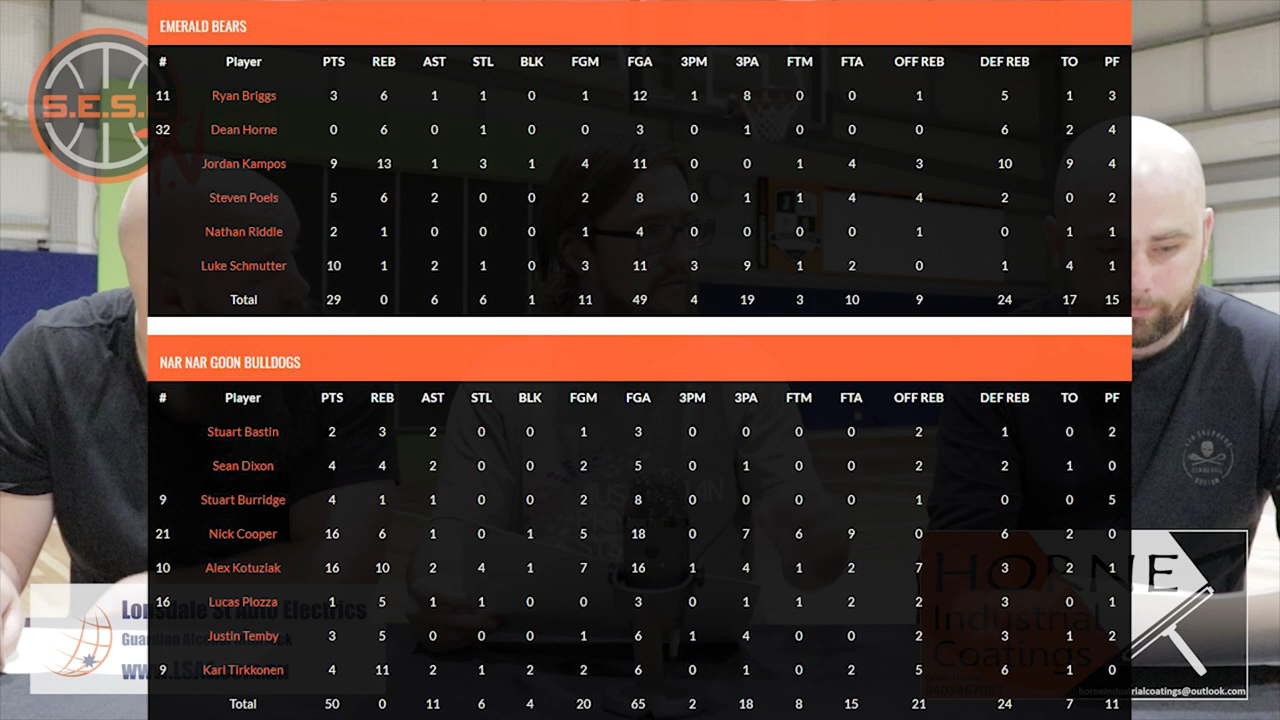 EMERALD BEARS
# Player PTS REB AST STL BLK FGM FGA 3PM 3PA FTM FTA OFF REB DEF REB TO PF
11 Ryan Briggs 3 6 1 1 0 1 12 1 8 0 0 1 5 1 3
32 Dean Horne 0 6 0 1 0 0 3 0 1 0 0 0 6 2 4
Jordan Kampos 9 13 1 3 1 4 11 0 0 1 4 3 10 9 4
Steven Poels 5 6 2 0 0 2 8 0 1 1 4 4 2 0 2
Nathan Riddle 2 1 0 0 0 1 4 0 0 0 0 1 0 1 1
Luke Schmutter 10 1 2 1 0 3 11 3 9 1 2 0 1 4 1
Total 29 0 6 6 1 11 49 4 19 3 10 9 24 17 15
S.E.S.
NAR NAR GOON BULLDOGS
# Player PTS REB AST STL BLK FGM FGA 3PM 3PA FTM FTA OFF REB DEF REB TO PF
Stuart Bastin 2 3 2 0 0 1 3 0 0 0 0 2 1 0 2
Sean Dixon 4 4 2 0 0 2 5 0 1 0 0 2 2 1 0
9 Stuart Burridge 4 1 1 0 0 2 8 0 0 0 0 1 0 0 5
21 Nick Cooper 16 6 1 0 1 5 18 0 7 6 9 0 6 2 0
10 Alex Kotuziak 16 10 2 4 1 7 16 1 4 1 2 7 3 2 1
16 Lucas Plozza 1 5 1 1 0 0 3 0 1 1 2 2 3 0 1
Justin Temby 3 5 0 0 0 1 6 1 4 0 0 2 3 1 2
9 Karl Tirkkonen 4 11 2 1 2 2 6 0 1 0 2 5 6 1 0
Total 50 0 11 6 4 20 65 2 18 8 15 21 24 7 11
Lonsdale St Auto Electrics
HORNE
Industrial
Coatings
horneindustrialcoatings@outlook.com